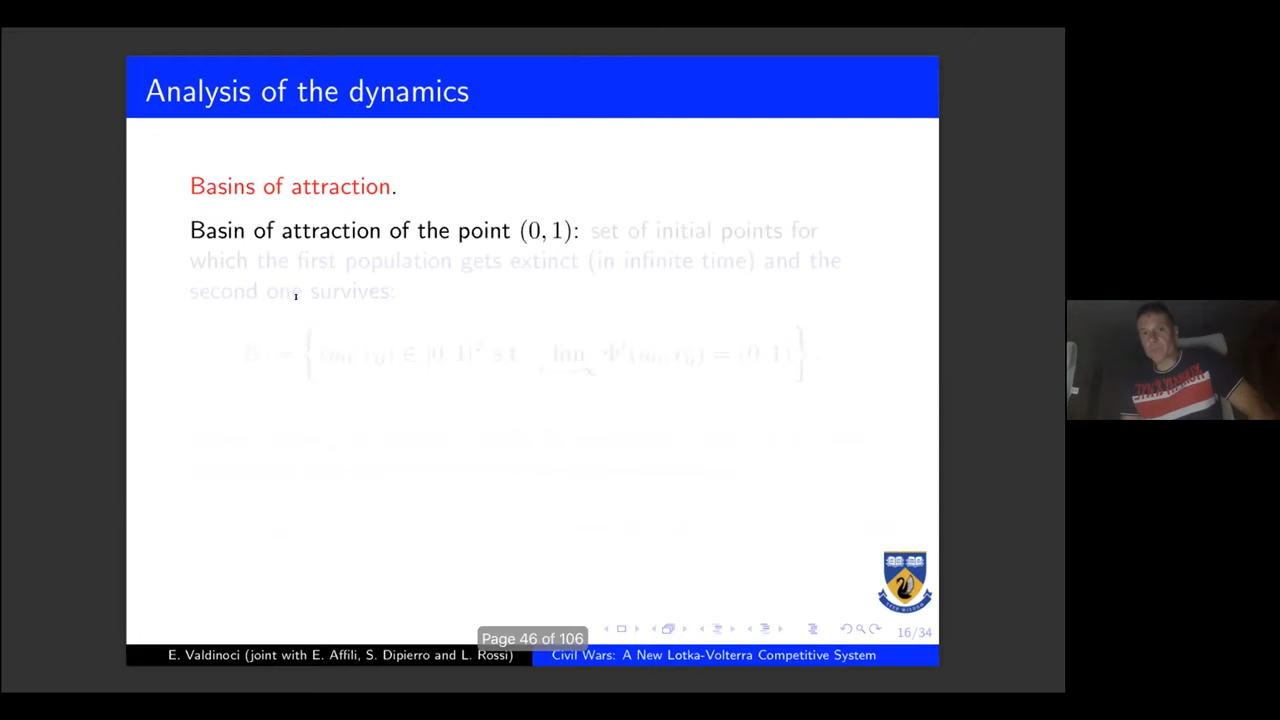 Analysis of the dynamics
Basins of attraction.
Basin of attraction of the point (0, 1): set of initial points for
which the first population gets extinct (in infinite time) and the
second one survives:
Page 46 of 106
16/34
E. Valdinoci (joint with E. Affili, S. Dipierro and L. Rossi)
Civil Wars: A New Lotka-Volterra Competitive System